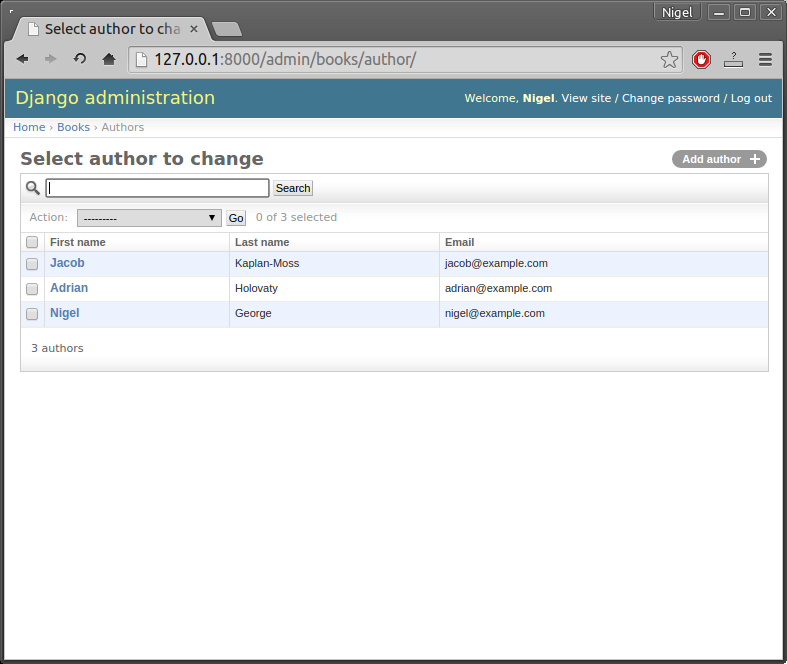 Nigel
Select author to cha
127.0.0.1:8000/admin/books/author/
?
Django administration
Welcome, Nigel. View site / Change password / Log out
Home › Books › Authors
Select author to change
Add author +
Search
Action: --------- Go 0 of 3 selected
First name Last name Email
Jacob Kaplan-Moss jacob@example.com
Adrian Holovaty adrian@example.com
Nigel George nigel@example.com
3 authors